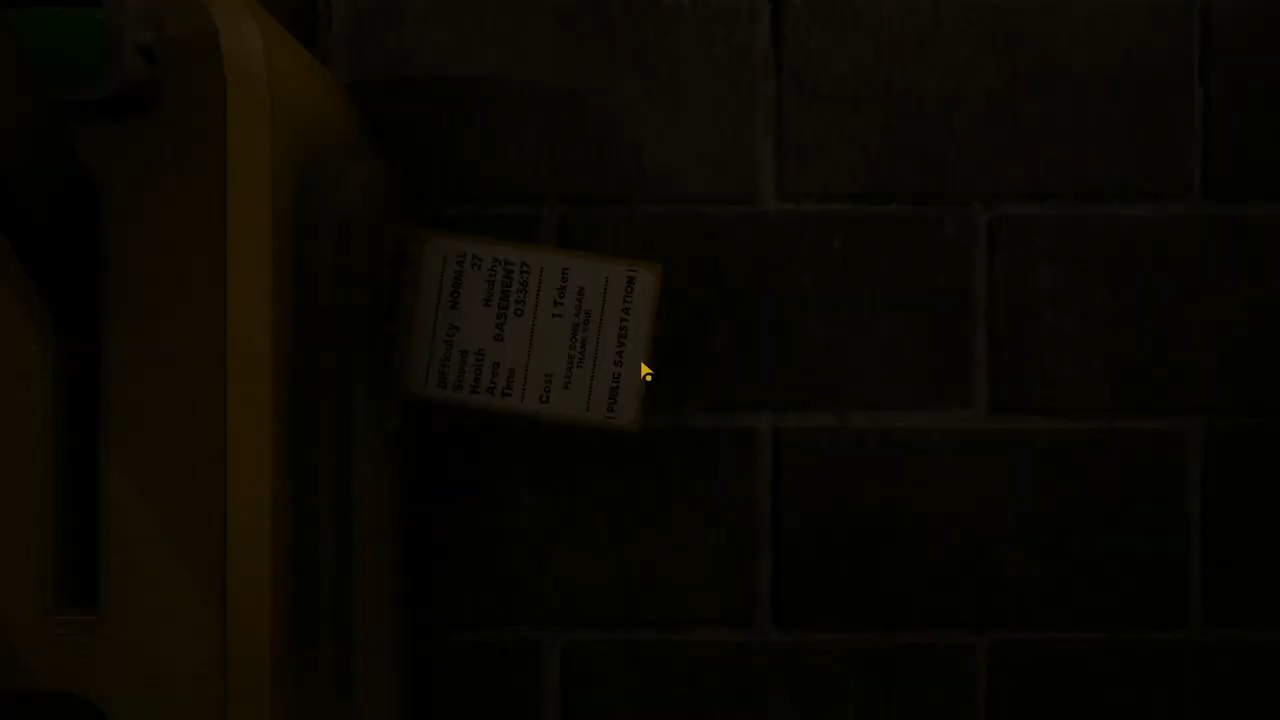 Difficulty NORMAL
Saved 27
Health Healthy
Area BASEMENT
Time 03:36:17
Cost 1 Token
PLEASE COME AGAIN
THANK YOU!
| PUBLIC SAVESTATION |